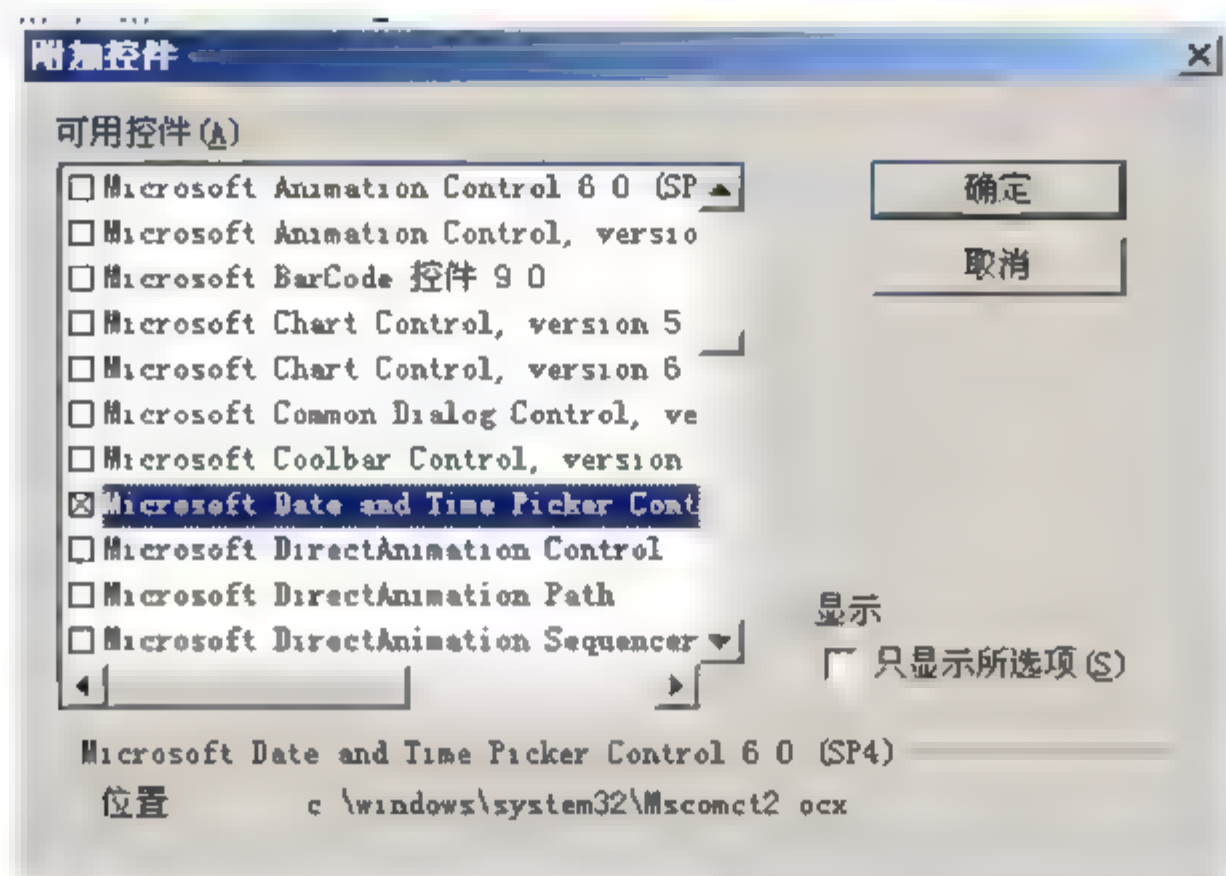 附加控件
可用控件(A)
Microsoft Animation Control 6 0 (SP
Microsoft Animation Control, versio
Microsoft BarCode 控件 9 0
Microsoft Chart Control, version 5
Microsoft Chart Control, version 6
Microsoft Common Dialog Control, ve
Microsoft Coolbar Control, version
Microsoft Date and Time Picker Cont
Microsoft DirectAnimation Control
Microsoft DirectAnimation Path
Microsoft DirectAnimation Sequencer
确定
取消
显示
只显示所选项(S)
Microsoft Date and Time Picker Control 6 0 (SP4)
位置 c \windows\system32\Mscomct2 ocx